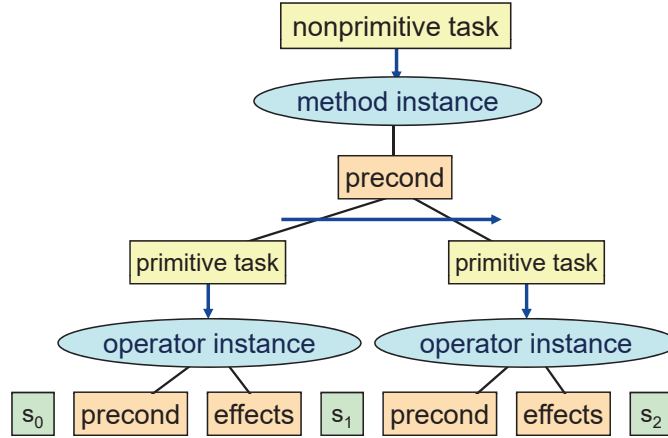 nonprimitive task
method instance
precond
primitive task primitive task
operator instance operator instance
s₀ precond effects s₁ precond effects s₂